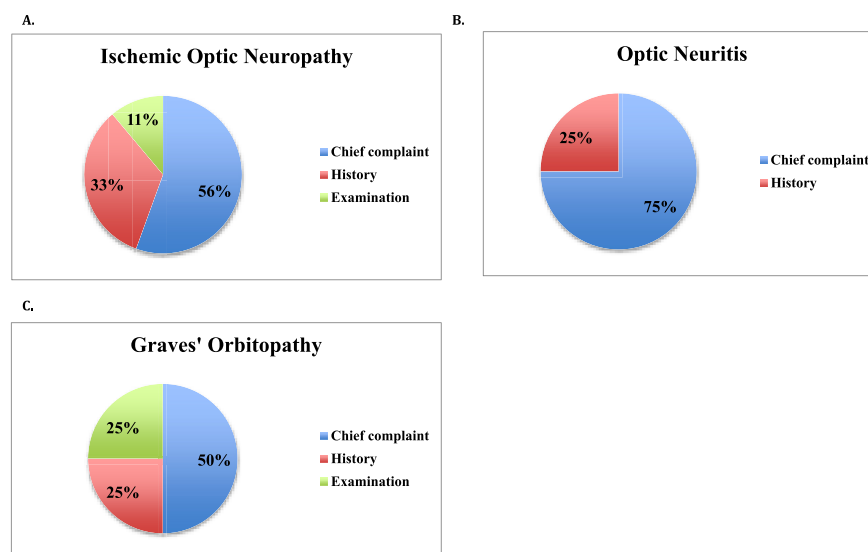 A.
Ischemic Optic Neuropathy
11%
33%
56%
Chief complaint
History
Examination
B.
Optic Neuritis
25%
75%
Chief complaint
History
C.
Graves' Orbitopathy
25%
50%
25%
Chief complaint
History
Examination